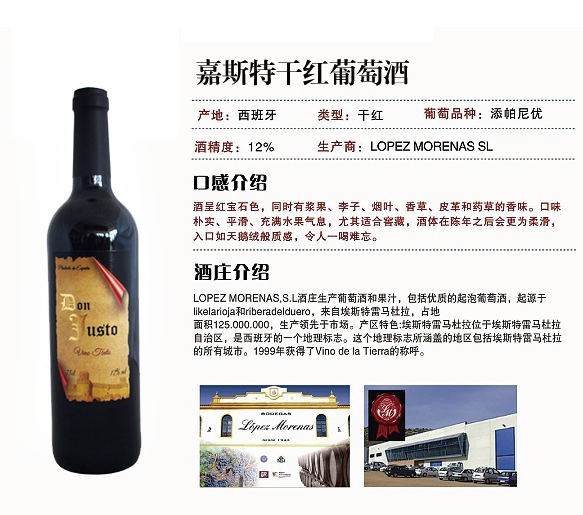 嘉斯特干红葡萄酒
产地：西班牙 类型：干红 葡萄品种：添帕尼优
酒精度：12% 生产商：LOPEZ MORENAS SL
口感介绍
酒呈红宝石色，同时有浆果、李子、烟叶、香草、皮革和药草的香味。口味
朴实、平滑、充满水果气息，尤其适合窖藏，酒体在陈年之后会更为柔滑，
入口如天鹅绒般质感，令人一喝难忘。
酒庄介绍
LOPEZ MORENAS,S.L酒庄生产葡萄酒和果汁，包括优质的起泡葡萄酒，起源于
likelarioja和riberadelduero，来自埃斯特雷马杜拉，占地
面积125.000.000，生产领先于市场。产区特色:埃斯特雷马杜拉位于埃斯特雷马杜拉
自治区，是西班牙的一个地理标志。这个地理标志所涵盖的地区包括埃斯特雷马杜拉
的所有城市。1999年获得了Vino de la Tierra的称呼。
Don
Justo
Vino Tinto
BODEGAS
López Morenas